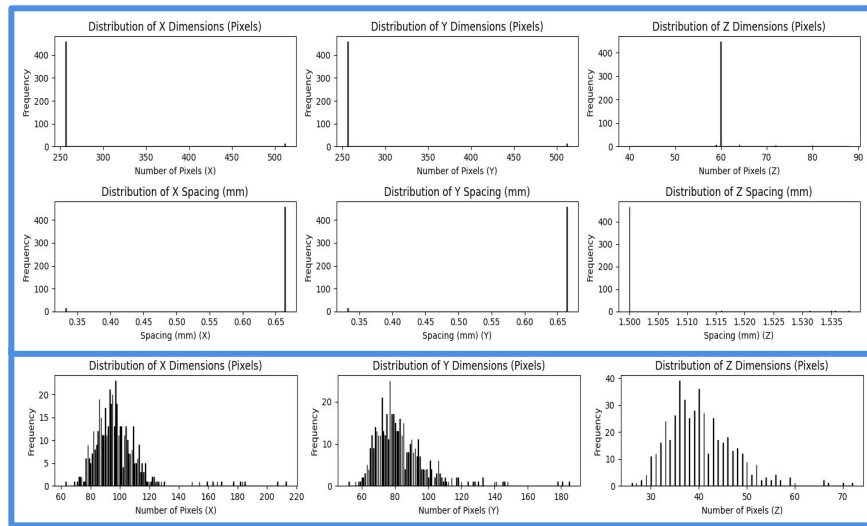 Distribution of X Dimensions (Pixels)
Frequency
400
300
200
100
0
250 300 350 400 450 500
Number of Pixels (X)
Distribution of Y Dimensions (Pixels)
Frequency
400
300
200
100
0
250 300 350 400 450 500
Number of Pixels (Y)
Distribution of Z Dimensions (Pixels)
Frequency
400
300
200
100
0
40 50 60 70 80 90
Number of Pixels (Z)
Distribution of X Spacing (mm)
Frequency
400
300
200
100
0
0.35 0.40 0.45 0.50 0.55 0.60 0.65
Spacing (mm) (X)
Distribution of Y Spacing (mm)
Frequency
400
300
200
100
0
0.35 0.40 0.45 0.50 0.55 0.60 0.65
Spacing (mm) (Y)
Distribution of Z Spacing (mm)
Frequency
400
300
200
100
0
1.500 1.505 1.510 1.515 1.520 1.525 1.530 1.535
Spacing (mm) (Z)
Distribution of X Dimensions (Pixels)
Frequency
20
15
10
5
0
60 80 100 120 140 160 180 200 220
Number of Pixels (X)
Distribution of Y Dimensions (Pixels)
Frequency
20
10
0
60 80 100 120 140 160 180
Number of Pixels (Y)
Distribution of Z Dimensions (Pixels)
Frequency
40
30
20
10
0
30 40 50 60 70
Number of Pixels (Z)